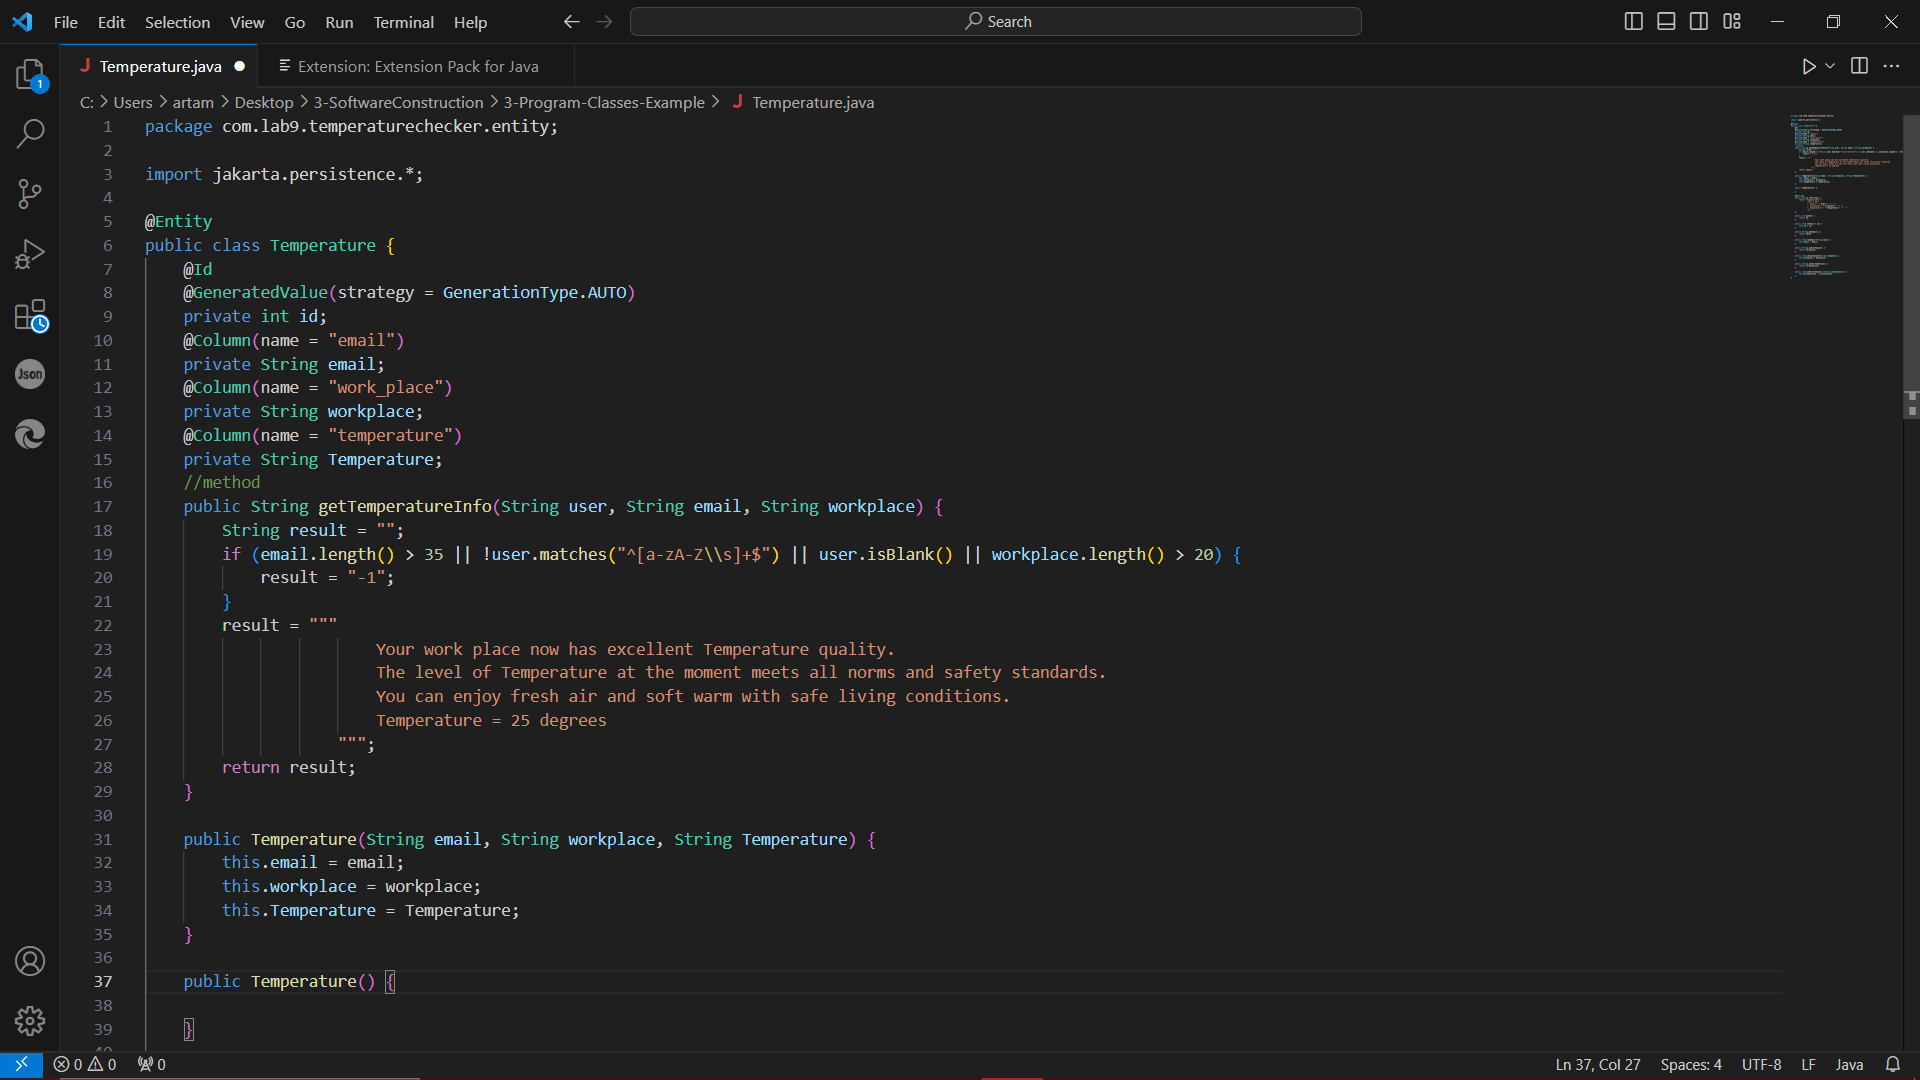 File Edit Selection View Go Run Terminal Help
Search
Temperature.java
Extension: Extension Pack for Java
C: > Users > artam > Desktop > 3-SoftwareConstruction > 3-Program-Classes-Example > J Temperature.java
1 package com.lab9.temperaturechecker.entity;
2
3 import jakarta.persistence.*;
4
5 @Entity
6 public class Temperature {
7 @Id
8 @GeneratedValue(strategy = GenerationType.AUTO)
9 private int id;
10 @Column(name = "email")
11 private String email;
12 @Column(name = "work_place")
13 private String workplace;
14 @Column(name = "temperature")
15 private String Temperature;
16 //method
17 public String getTemperatureInfo(String user, String email, String workplace) {
18 String result = "";
19 if (email.length() > 35 || !user.matches("^[a-zA-Z\\s]+$") || user.isBlank() || workplace.length() > 20) {
20 result = "-1";
21 }
22 result = """
23 Your work place now has excellent Temperature quality.
24 The level of Temperature at the moment meets all norms and safety standards.
25 You can enjoy fresh air and soft warm with safe living conditions.
26 Temperature = 25 degrees
27 """;
28 return result;
29 }
30
31 public Temperature(String email, String workplace, String Temperature) {
32 this.email = email;
33 this.workplace = workplace;
34 this.Temperature = Temperature;
35 }
36
37 public Temperature() {
38
39 }
1
Json
0 0 0
Ln 37, Col 27 Spaces: 4 UTF-8 LF Java